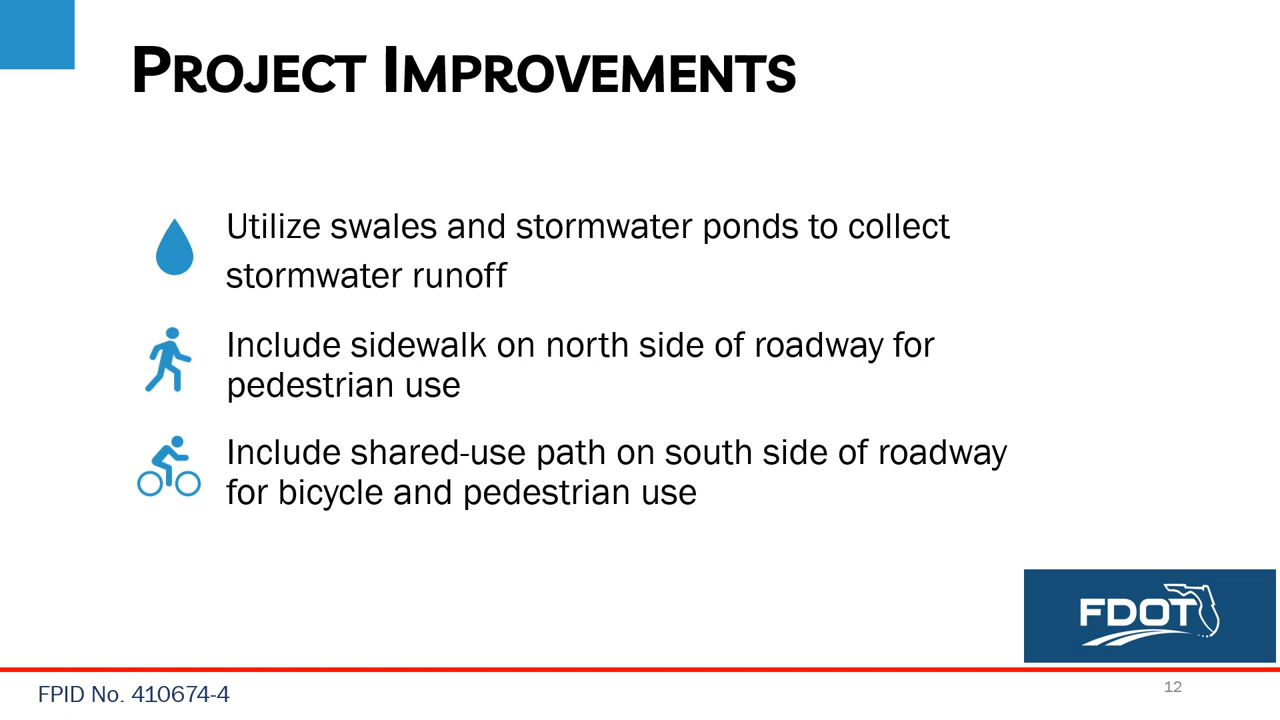 PROJECT IMPROVEMENTS
Utilize swales and stormwater ponds to collect
stormwater runoff
Include sidewalk on north side of roadway for
pedestrian use
Include shared-use path on south side of roadway
for bicycle and pedestrian use
FDOT
FPID No. 410674-4
12